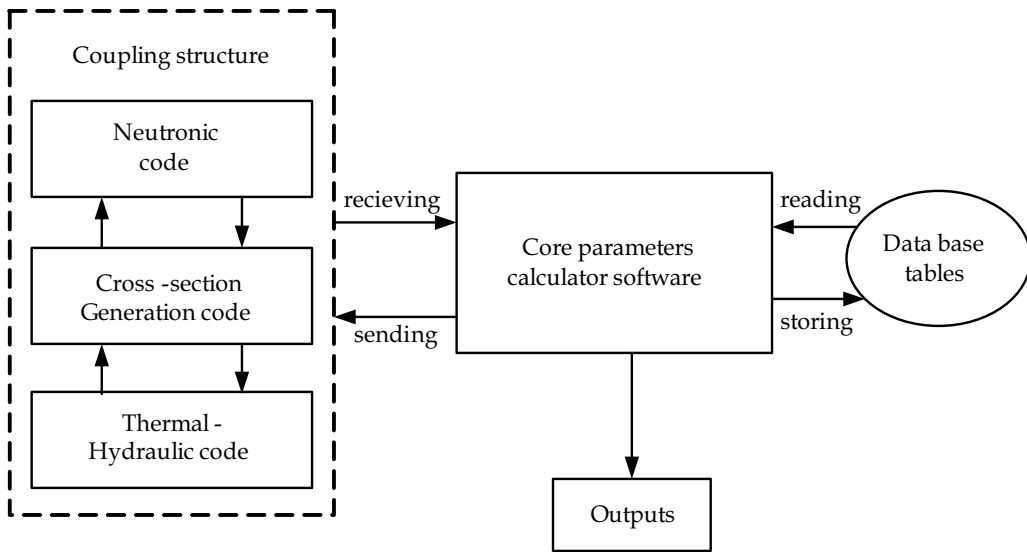 Coupling structure
Neutronic
code
Cross -section
Generation code
Thermal -
Hydraulic code
recieving
sending
Core parameters
calculator software
reading
storing
Data base
tables
Outputs